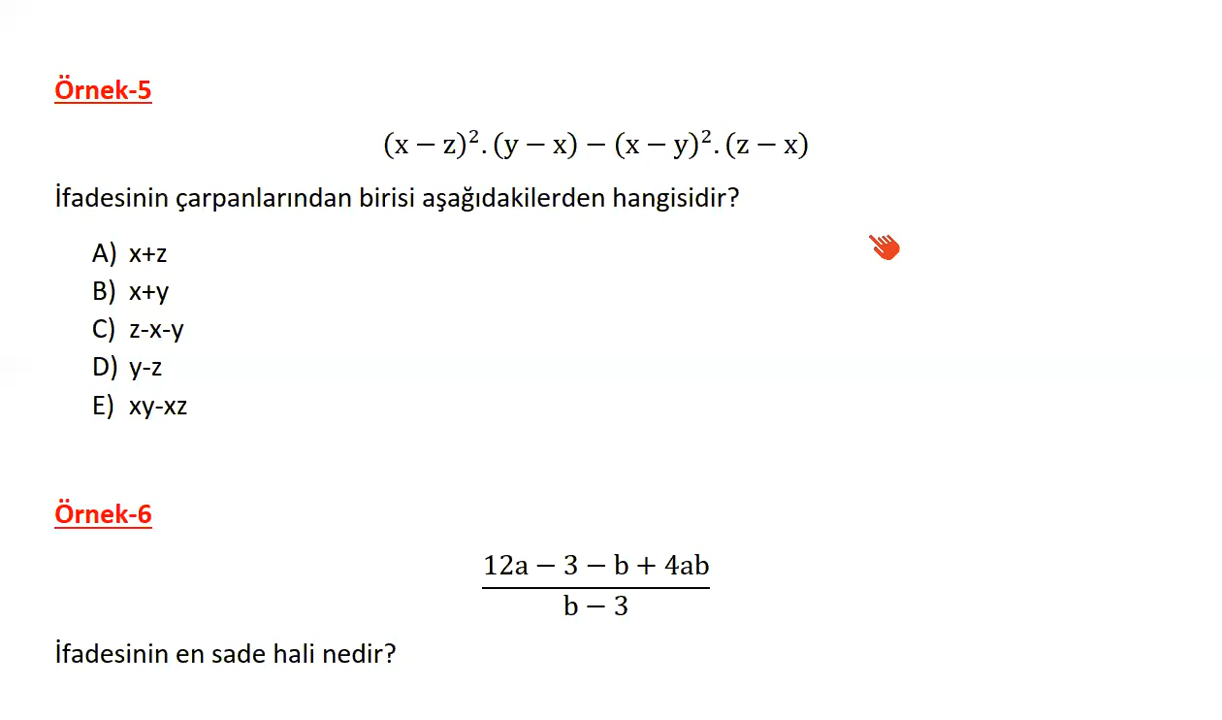 Örnek-5
(x − z)².(y − x) − (x − y)².(z − x)
İfadesinin çarpanlarından birisi aşağıdakilerden hangisidir?
A) x+z
B) x+y
C) z-x-y
D) y-z
E) xy-xz
Örnek-6
12a − 3 − b + 4ab
b − 3
İfadesinin en sade hali nedir?